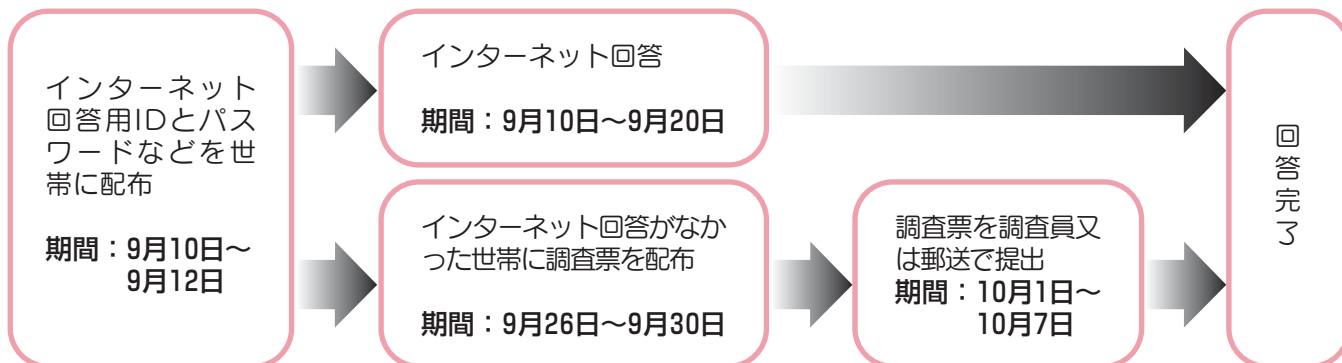 インターネット
回答用IDとパス
ワードなどを世
帯に配布
期間：9月10日〜
9月12日
インターネット回答
期間：9月10日〜9月20日
インターネット回答がなか
った世帯に調査票を配布
期間：9月26日〜9月30日
調査票を調査員又
は郵送で提出
期間：10月1日〜
10月7日
回答完了